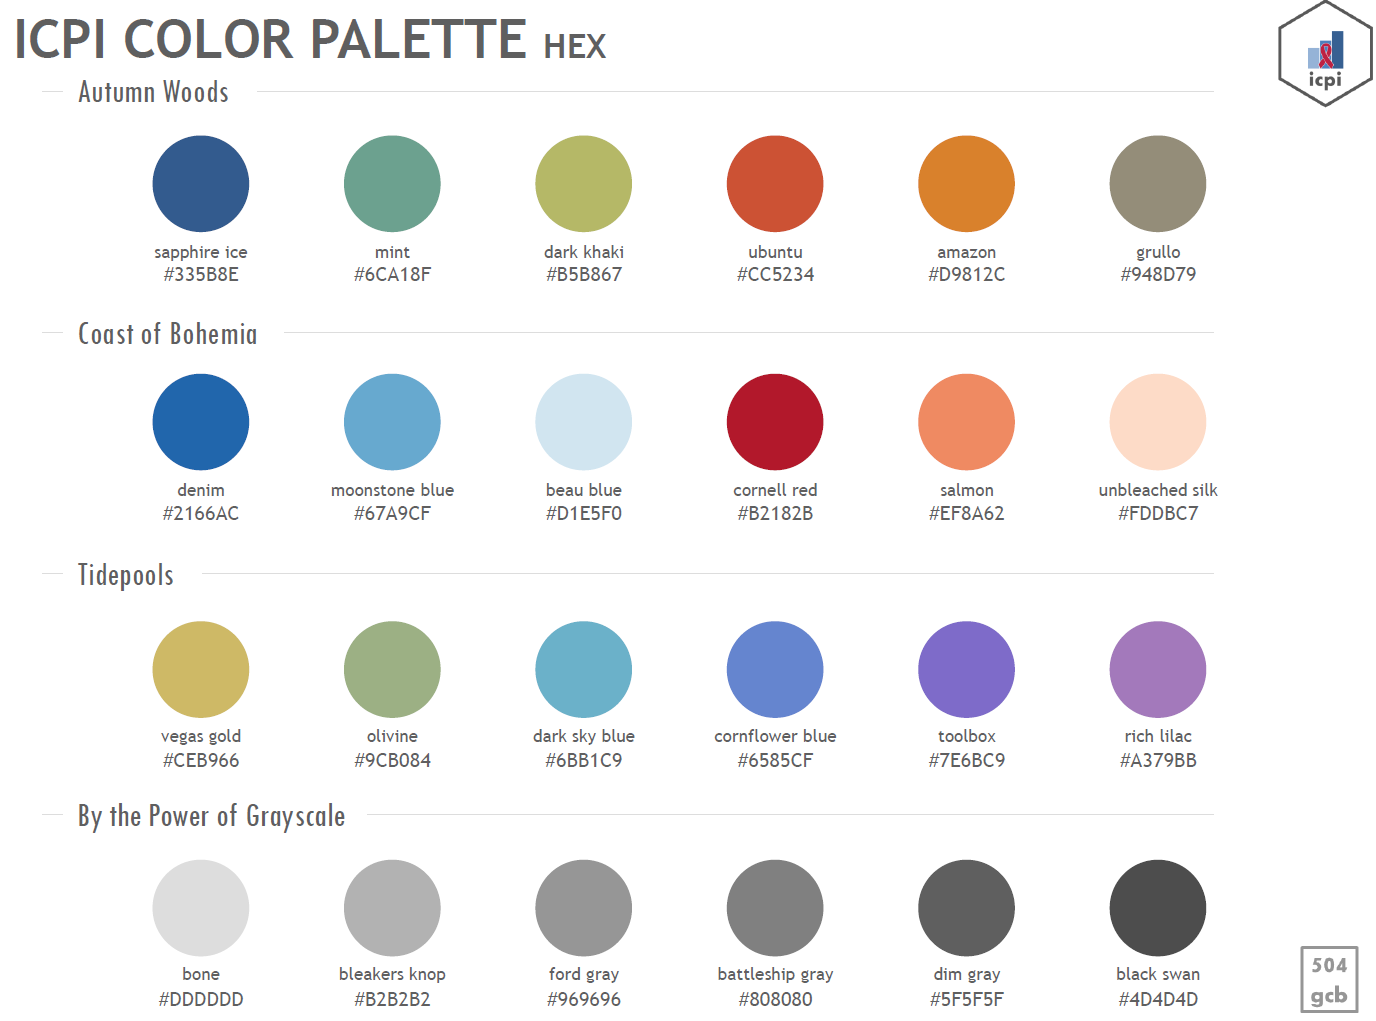 ICPI COLOR PALETTE HEX
icpi
Autumn Woods
sapphire ice mint dark khaki ubuntu amazon grullo
#335B8E #6CA18F #B5B867 #CC5234 #D9812C #948D79
Coast of Bohemia
denim moonstone blue beau blue cornell red salmon unbleached silk
#2166AC #67A9CF #D1E5F0 #B2182B #EF8A62 #FDDBC7
Tidepools
vegas gold olivine dark sky blue cornflower blue toolbox rich lilac
#CEB966 #9CB084 #6BB1C9 #6585CF #7E6BC9 #A379BB
By the Power of Grayscale
bone bleakers knop ford gray battleship gray dim gray black swan
#DDDDDD #B2B2B2 #969696 #808080 #5F5F5F #4D4D4D
504
gcb